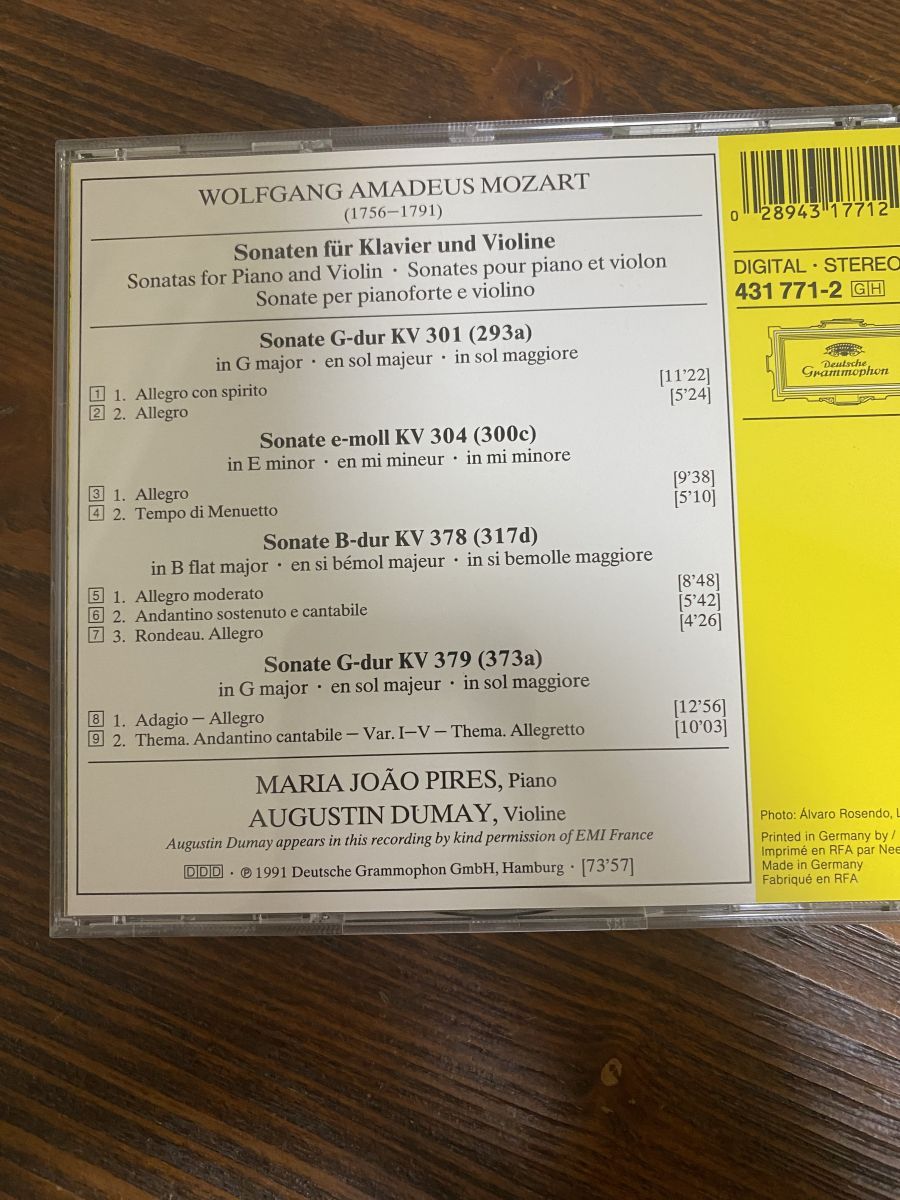 WOLFGANG AMADEUS MOZART
(1756–1791)
Sonaten für Klavier und Violine
Sonatas for Piano and Violin · Sonates pour piano et violon
Sonate per pianoforte e violino
Sonate G-dur KV 301 (293a)
in G major · en sol majeur · in sol maggiore
1 1. Allegro con spirito [11'22]
2 2. Allegro [5'24]
Sonate e-moll KV 304 (300c)
in E minor · en mi mineur · in mi minore
3 1. Allegro [9'38]
4 2. Tempo di Menuetto [5'10]
Sonate B-dur KV 378 (317d)
in B flat major · en si bémol majeur · in si bemolle maggiore
5 1. Allegro moderato [8'48]
6 2. Andantino sostenuto e cantabile [5'42]
7 3. Rondeau. Allegro [4'26]
Sonate G-dur KV 379 (373a)
in G major · en sol majeur · in sol maggiore
8 1. Adagio – Allegro [12'56]
9 2. Thema. Andantino cantabile – Var. I–V – Thema. Allegretto [10'03]
MARIA JOÃO PIRES, Piano
AUGUSTIN DUMAY, Violine
Augustin Dumay appears in this recording by kind permission of EMI France
DDD · ℗ 1991 Deutsche Grammophon GmbH, Hamburg · [73'57]
0 28943 17712
DIGITAL · STEREO
431 771-2 GH
Deutsche
Grammophon
Photo: Álvaro Rosendo, L
Printed in Germany by /
Imprimé en RFA par Nee
Made in Germany
Fabriqué en RFA